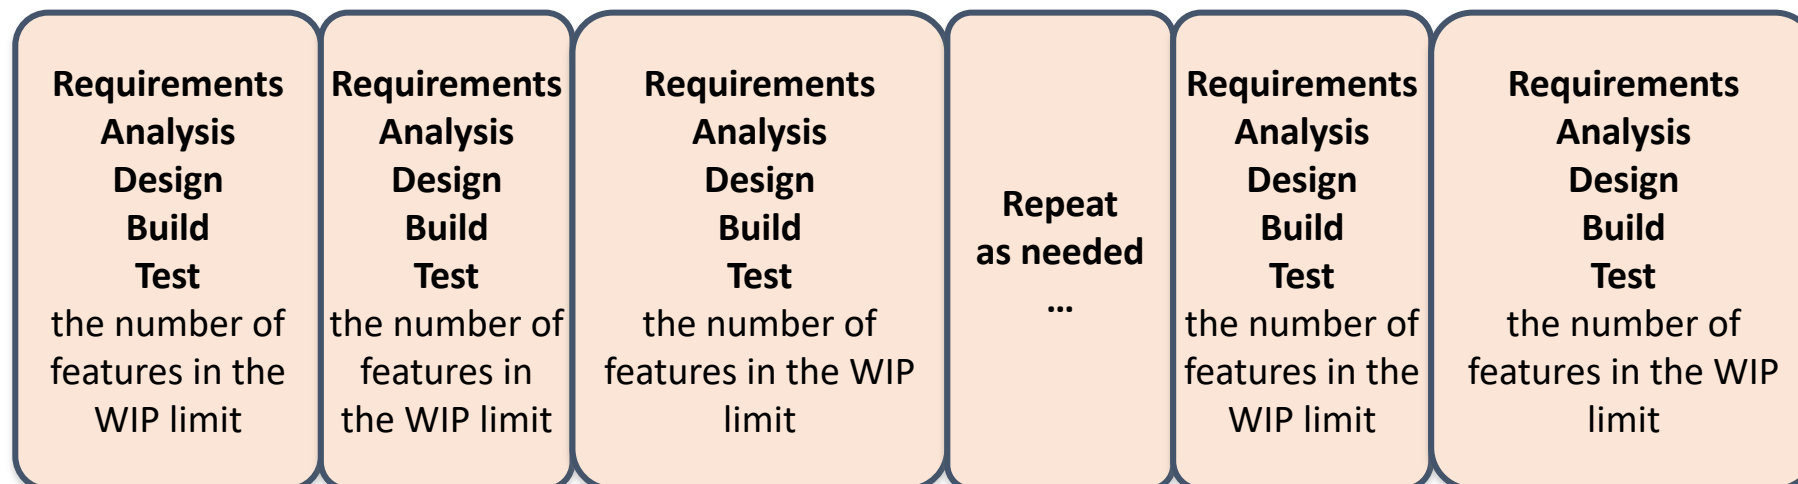 Requirements
Analysis
Design
Build
Test
the number of
features in the
WIP limit
Requirements
Analysis
Design
Build
Test
the number of
features in
the WIP limit
Requirements
Analysis
Design
Build
Test
the number of
features in the WIP
limit
Repeat
as needed
…
Requirements
Analysis
Design
Build
Test
the number of
features in the
WIP limit
Requirements
Analysis
Design
Build
Test
the number of
features in the WIP
limit